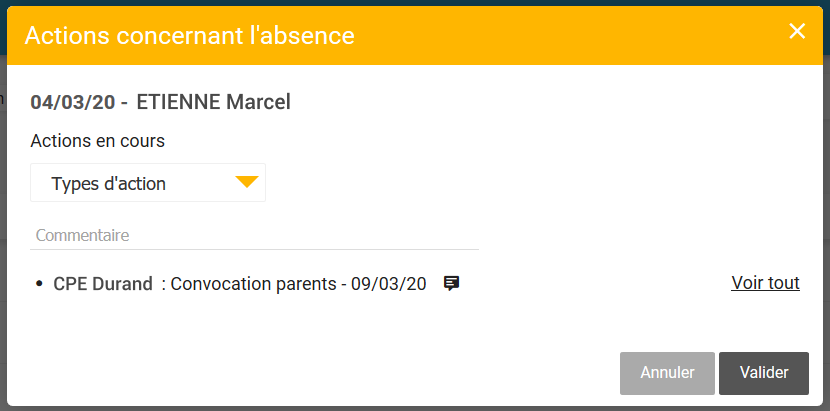 Actions concernant l'absence
04/03/20 - ETIENNE Marcel
Actions en cours
Types d'action
Commentaire
• CPE Durand : Convocation parents - 09/03/20 Voir tout
Annuler Valider